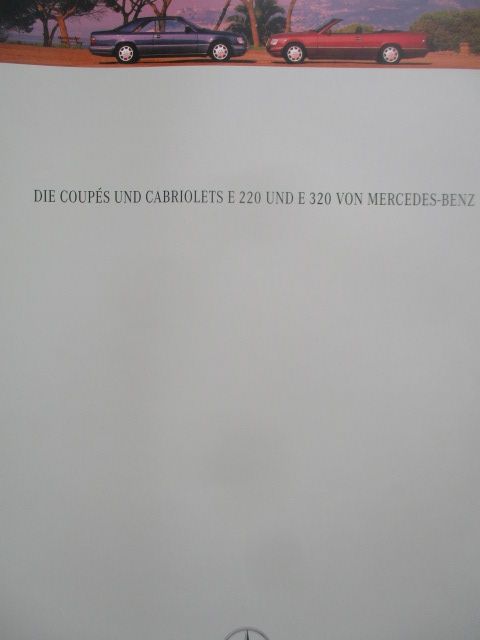 DIE COUPÉS UND CABRIOLETS E 220 UND E 320 VON MERCEDES-BENZ